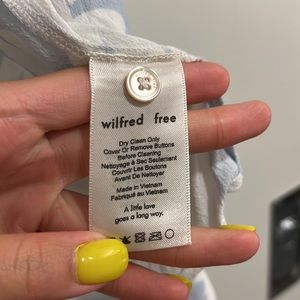 wilfred free
Dry Clean Only
Cover Or Remove Buttons
Before Cleaning
Nettoyage à Sec Seulement
Couvrir Les Boutons
Avant De Nettoyer
Made in Vietnam
Fabriqué au Vietnam
A little love
goes a long way.